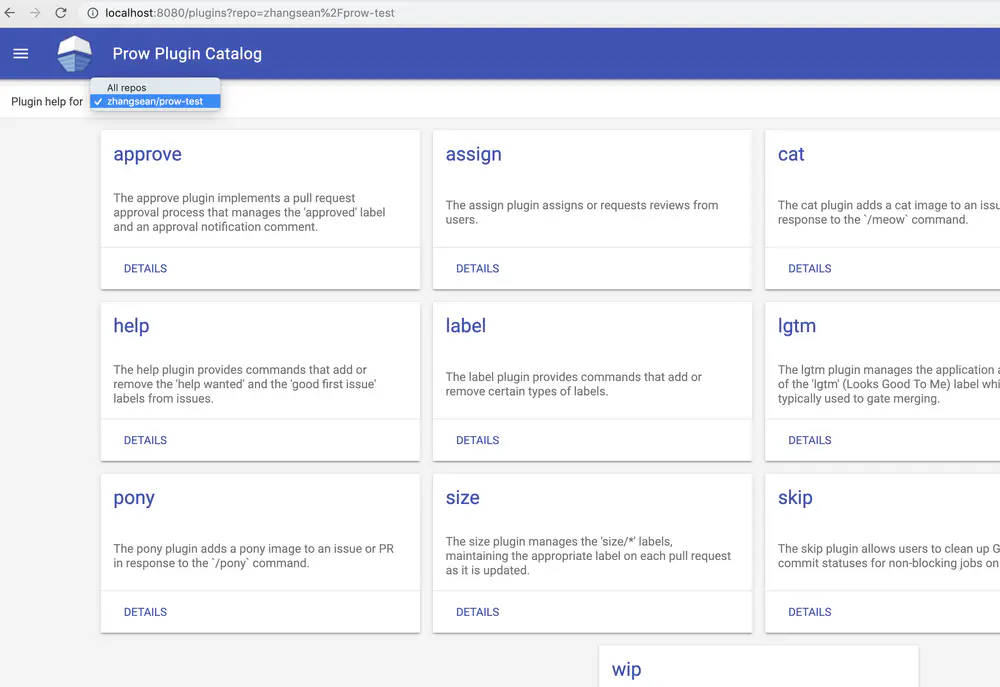 localhost:8080/plugins?repo=zhangsean%2Fprow-test
Prow Plugin Catalog
All repos
Plugin help for
✓ zhangsean/prow-test
approve
The approve plugin implements a pull request
approval process that manages the 'approved' label
and an approval notification comment.
DETAILS
assign
The assign plugin assigns or requests reviews from
users.
DETAILS
cat
The cat plugin adds a cat image to an issu
response to the `/meow` command.
DETAILS
help
The help plugin provides commands that add or
remove the 'help wanted' and the 'good first issue'
labels from issues.
DETAILS
label
The label plugin provides commands that add or
remove certain types of labels.
DETAILS
lgtm
The lgtm plugin manages the application a
of the 'lgtm' (Looks Good To Me) label whi
typically used to gate merging.
DETAILS
pony
The pony plugin adds a pony image to an issue or PR
in response to the `/pony` command.
DETAILS
size
The size plugin manages the 'size/*' labels,
maintaining the appropriate label on each pull request
as it is updated.
DETAILS
skip
The skip plugin allows users to clean up G
commit statuses for non-blocking jobs on
DETAILS
wip